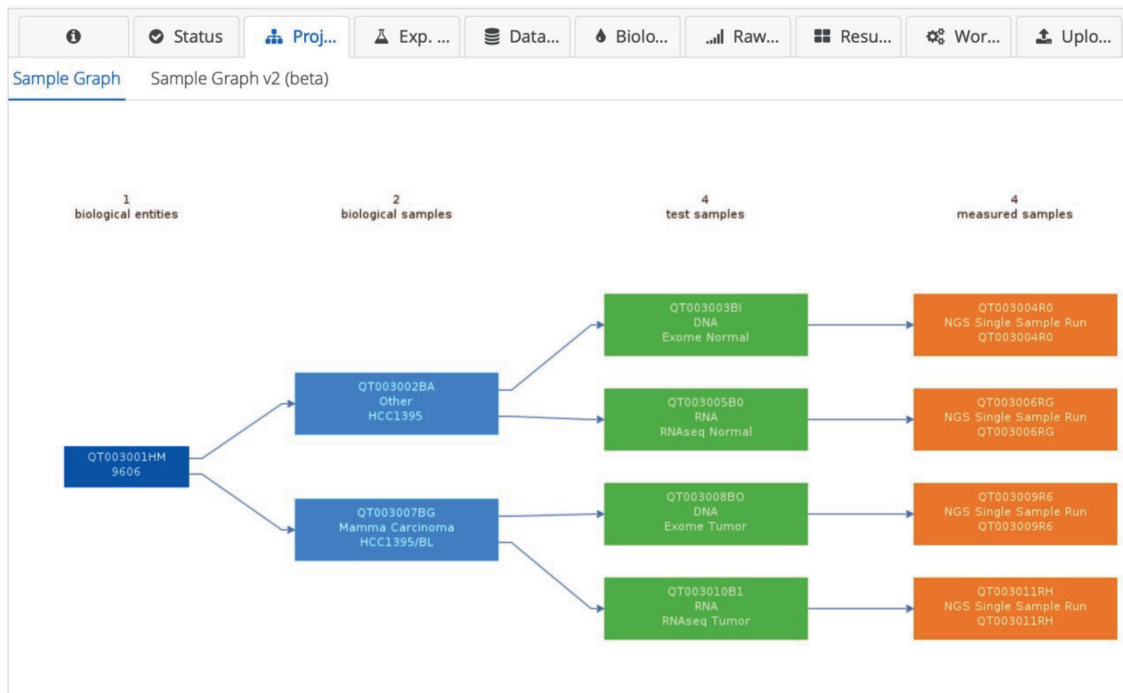 Status
Proj...
Exp. ...
Data...
Biolo...
Raw...
Resu...
Wor...
Uplo...
Sample Graph
Sample Graph v2 (beta)
1
biological entities
2
biological samples
4
test samples
4
measured samples
QT003001HM
9606
QT003002BA
Other
HCC1395
QT003007BG
Mamma Carcinoma
HCC1395/BL
QT003003BI
DNA
Exome Normal
QT003005B0
RNA
RNAseq Normal
QT003008BO
DNA
Exome Tumor
QT003010B1
RNA
RNAseq Tumor
QT003004R0
NGS Single Sample Run
QT003004R0
QT003006RG
NGS Single Sample Run
QT003006RG
QT003009R6
NGS Single Sample Run
QT003009R6
QT003011RH
NGS Single Sample Run
QT003011RH